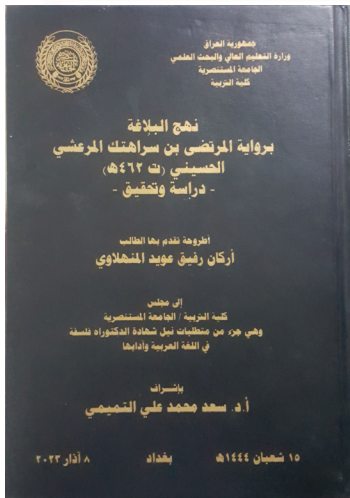 جمهورية العراق
وزارة التعليم العالي والبحث العلمي
الجامعة المستنصرية
كلية التربية
نهج البلاغة
برواية المرتضى بن سراهتك المرعشي
الحسيني (ت ٤٦٢هـ)
- دراسة وتحقيق -
أطروحة تقدم بها الطالب
أركان رفيق عويد المنهلاوي
إلى مجلس
كلية التربية / الجامعة المستنصرية
وهي جزء من متطلبات نيل شهادة الدكتوراه فلسفة
في اللغة العربية وآدابها
بإشراف
أ.د. سعد محمد علي التميمي
١٥ شعبان ١٤٤٤هـ بغداد ٨ آذار ٢٠٢٣